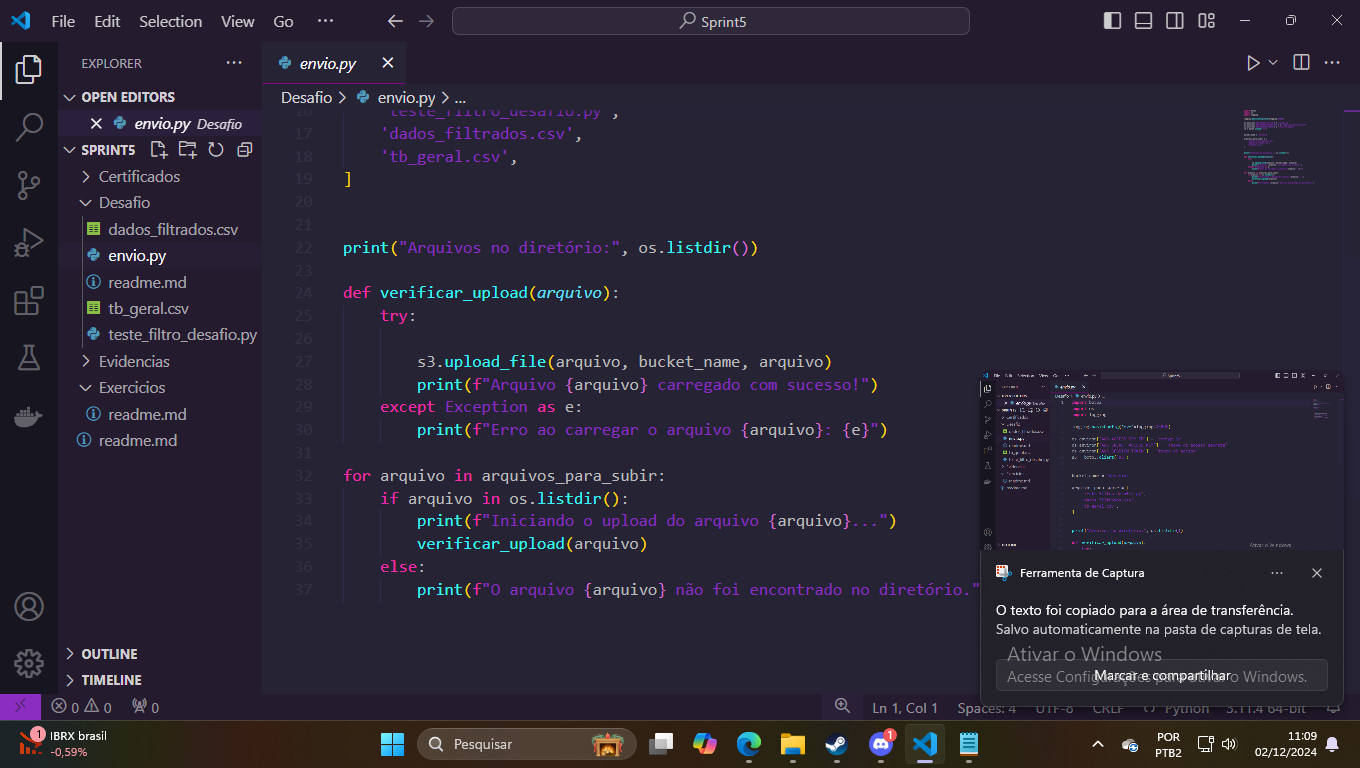 File Edit Selection View Go ...
Sprint5
EXPLORER
envio.py
OPEN EDITORS
envio.py Desafio
SPRINT5
Certificados
Desafio
dados_filtrados.csv
envio.py
readme.md
tb_geral.csv
teste_filtro_desafio.py
Evidencias
Exercicios
readme.md
readme.md
OUTLINE
TIMELINE
Desafio > envio.py > ...
16 'teste_filtro_desafio.py',
17 'dados_filtrados.csv',
18 'tb_geral.csv',
19 ]
20
21
22 print("Arquivos no diretório:", os.listdir())
23
24 def verificar_upload(arquivo):
25 try:
26
27 s3.upload_file(arquivo, bucket_name, arquivo)
28 print(f"Arquivo {arquivo} carregado com sucesso!")
29 except Exception as e:
30 print(f"Erro ao carregar o arquivo {arquivo}: {e}")
31
32 for arquivo in arquivos_para_subir:
33 if arquivo in os.listdir():
34 print(f"Iniciando o upload do arquivo {arquivo}...")
35 verificar_upload(arquivo)
36 else:
37 print(f"O arquivo {arquivo} não foi encontrado no diretório."
Ferramenta de Captura
O texto foi copiado para a área de transferência.
Salvo automaticamente na pasta de capturas de tela.
Ativar o Windows
Marcar e compartilhar
Acesse Configurações para ativar o Windows.
0 0 0
Ln 1, Col 1 Spaces: 4 UTF-8 CRLF Python 3.11.4 64-bit
1
IBRX brasil
-0,59%
Pesquisar
1
POR
PTB2
11:09
02/12/2024